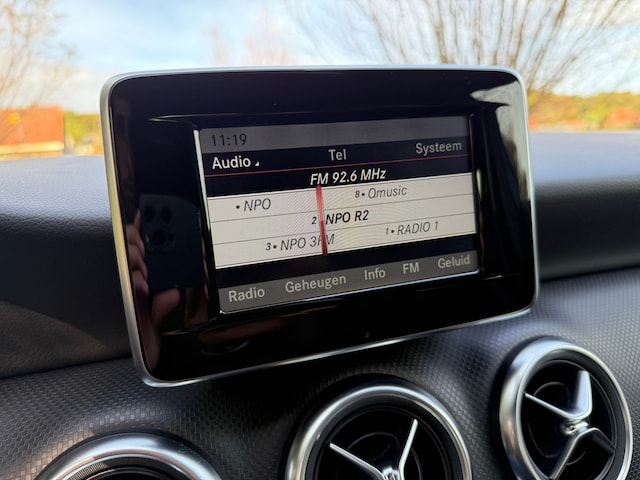 11:19
Audio Tel Systeem
FM 92.6 MHz
• NPO 8• Qmusic
2 NPO R2
3• NPO 3FM 1• RADIO 1
Radio Geheugen Info FM Geluid